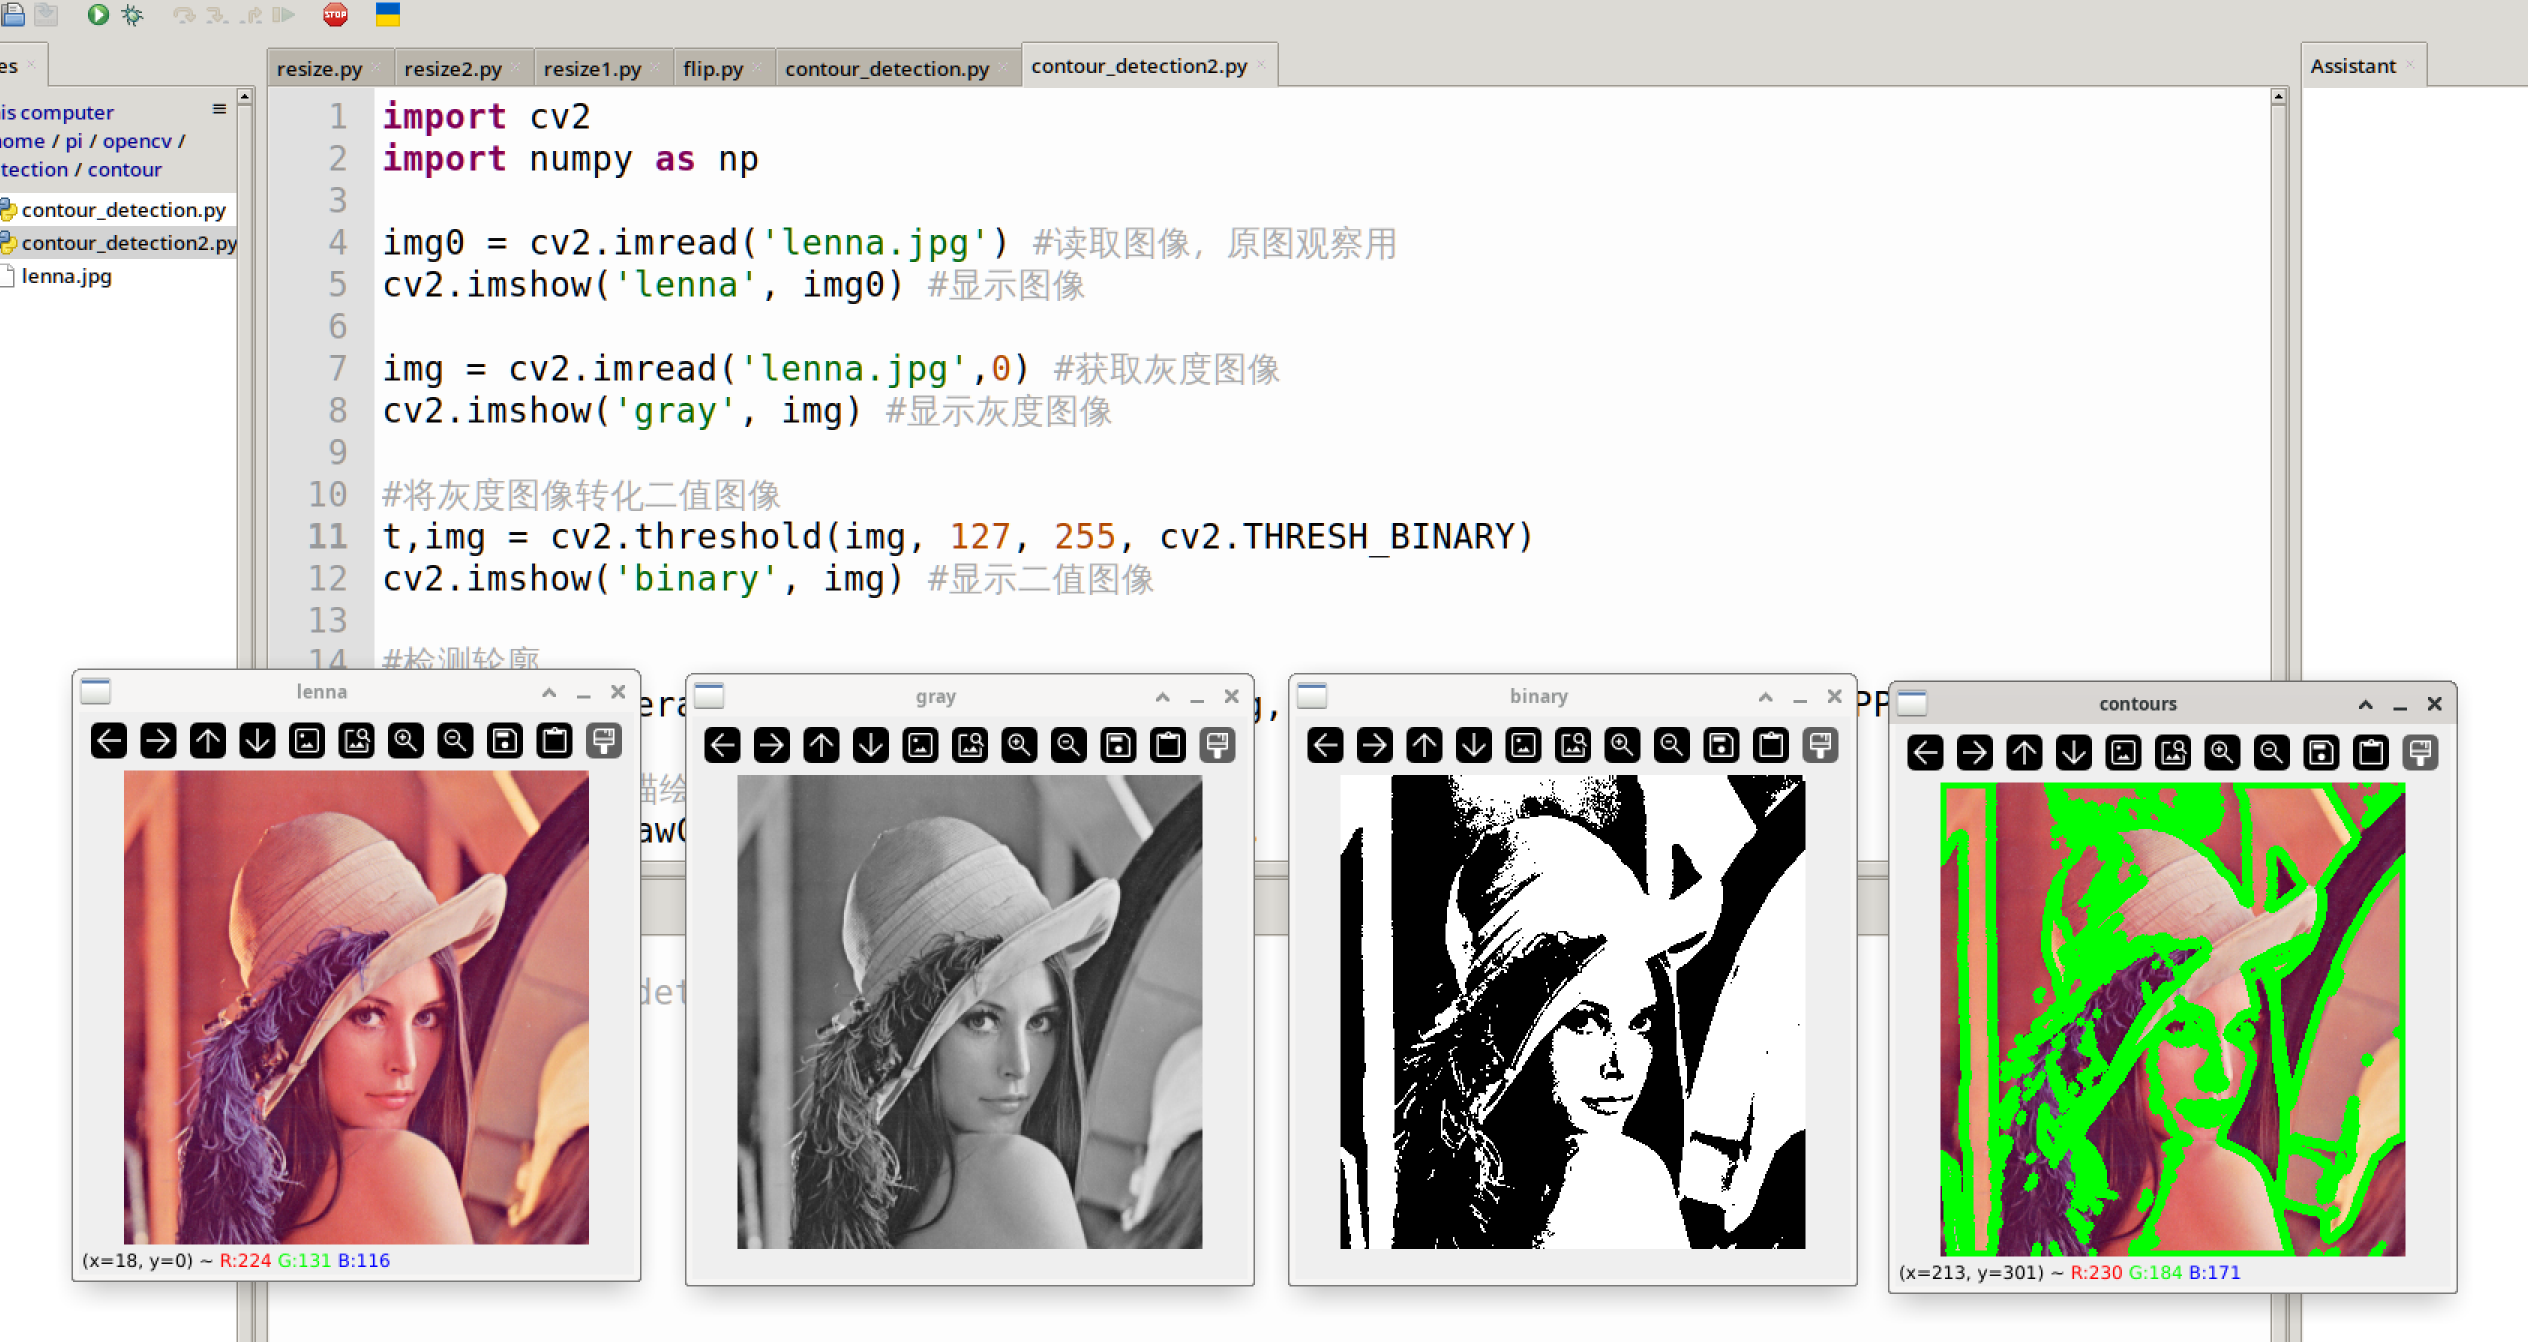 STOP
es
resize.py
resize2.py
resize1.py
flip.py
contour_detection.py
contour_detection2.py
Assistant
is computer
ome / pi / opencv /
tection / contour
contour_detection.py
contour_detection2.py
lenna.jpg
1 import cv2
2 import numpy as np
3
4 img0 = cv2.imread('lenna.jpg') #读取图像，原图观察用
5 cv2.imshow('lenna', img0) #显示图像
6
7 img = cv2.imread('lenna.jpg',0) #获取灰度图像
8 cv2.imshow('gray', img) #显示灰度图像
9
10 #将灰度图像转化二值图像
11 t,img = cv2.threshold(img, 127, 255, cv2.THRESH_BINARY)
12 cv2.imshow('binary', img) #显示二值图像
13
14 #检测轮廓
era
g,
PP
描绘
det
lenna
(x=18, y=0) ~ R:224 G:131 B:116
gray
binary
contours
(x=213, y=301) ~ R:230 G:184 B:171